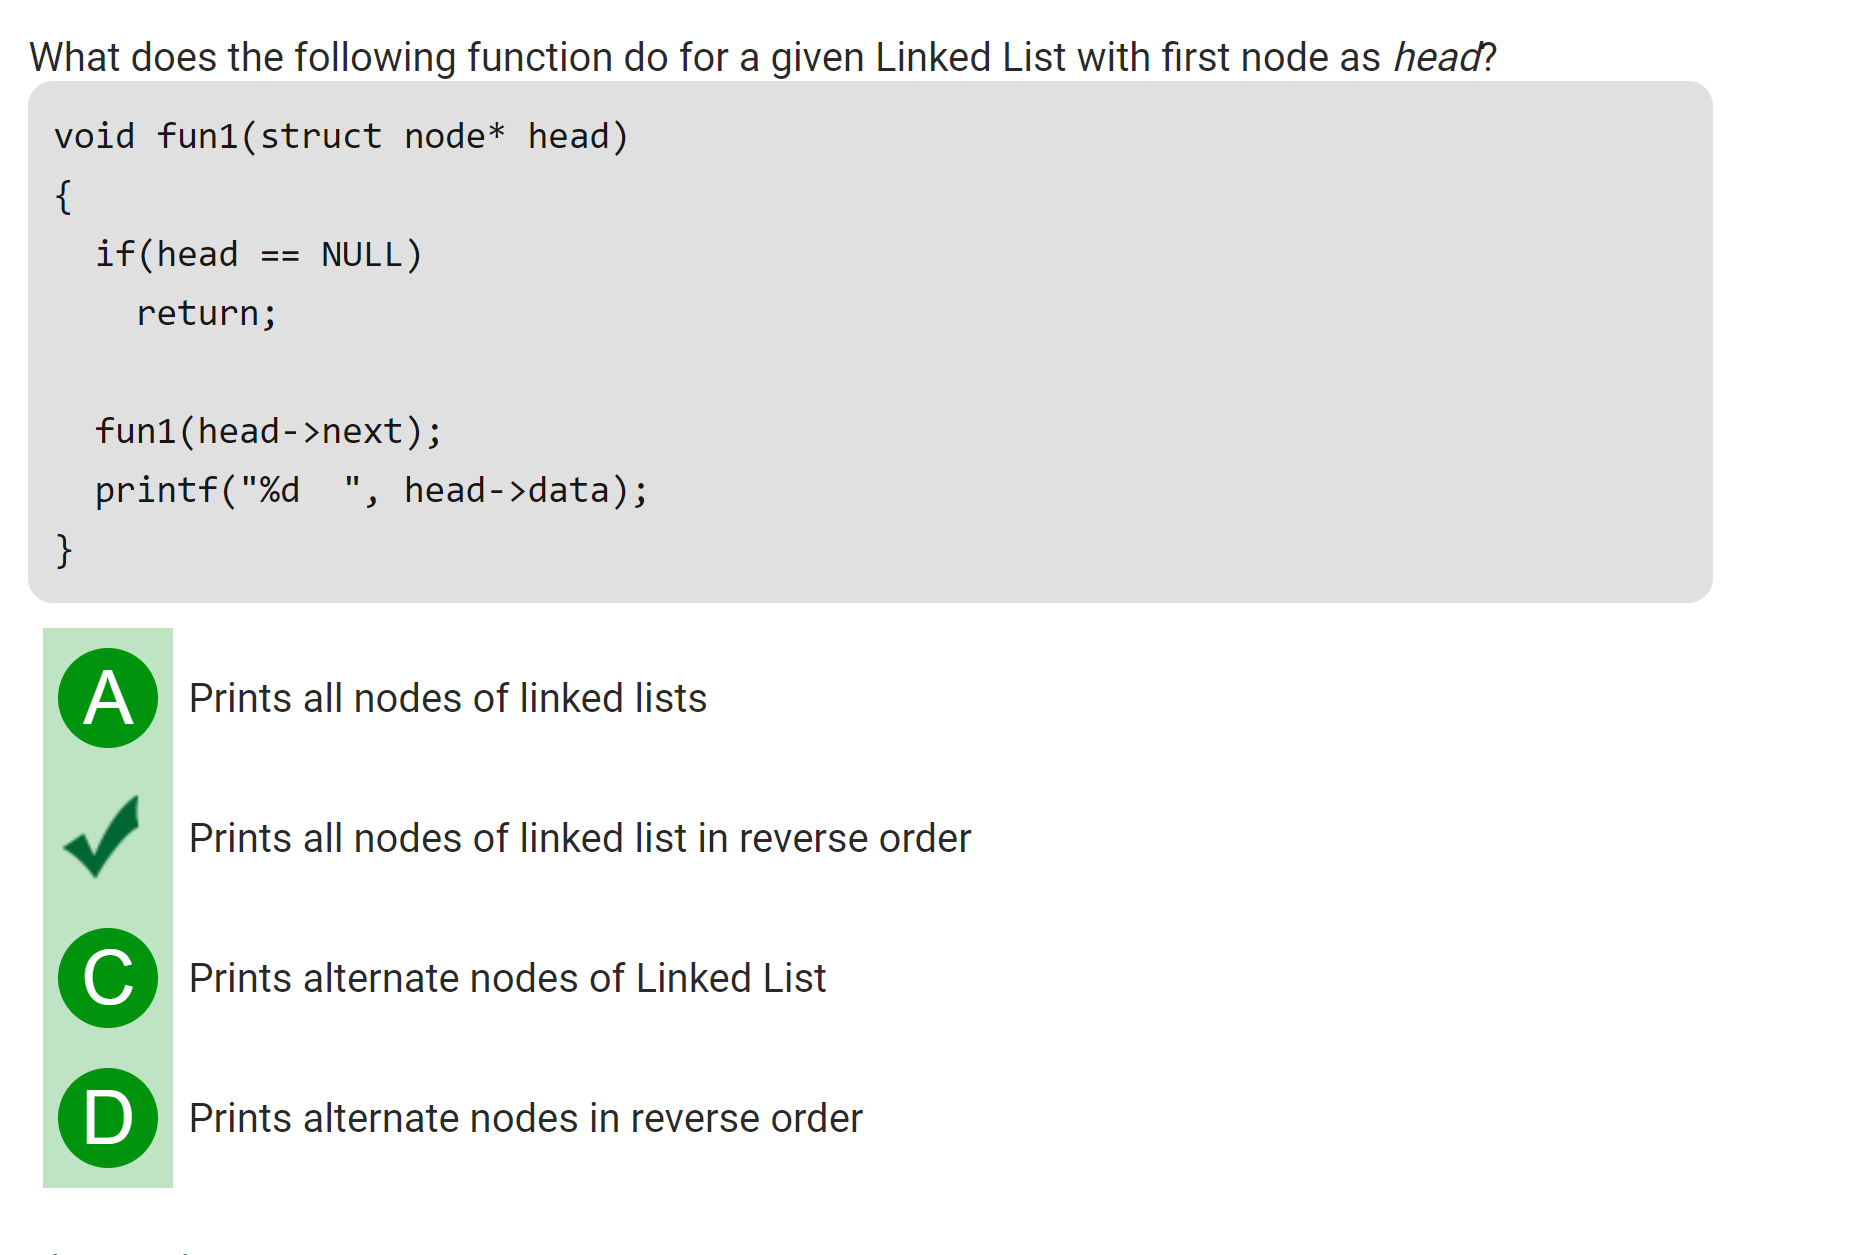 What does the following function do for a given Linked List with first node as head?
void fun1(struct node* head)
{
  if(head == NULL)
    return;
  fun1(head->next);
  printf("%d  ", head->data);
}
A Prints all nodes of linked lists
Prints all nodes of linked list in reverse order
C Prints alternate nodes of Linked List
D Prints alternate nodes in reverse order